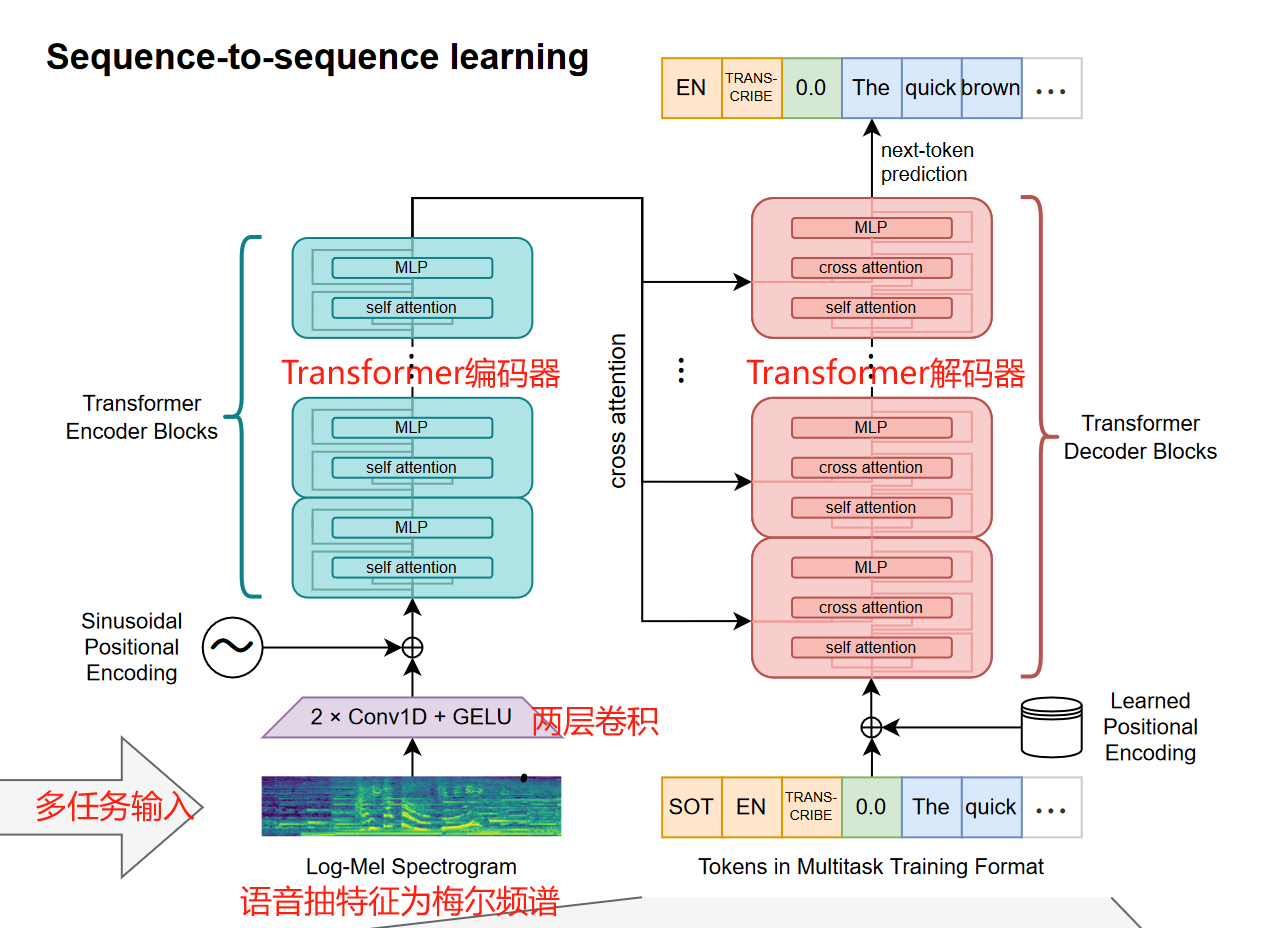 Sequence-to-sequence learning
EN TRANS-CRIBE 0.0 The quick brown ...
next-token
prediction
MLP
cross attention
self attention
MLP
self attention
Transformer编码器
Transformer解码器
cross attention
Transformer
Encoder Blocks
Transformer
Decoder Blocks
MLP
self attention
MLP
self attention
MLP
cross attention
self attention
MLP
cross attention
self attention
Sinusoidal
Positional
Encoding
2 × Conv1D + GELU
两层卷积
Learned
Positional
Encoding
多任务输入
SOT EN TRANS-CRIBE 0.0 The quick ...
Log-Mel Spectrogram
Tokens in Multitask Training Format
语音抽特征为梅尔频谱